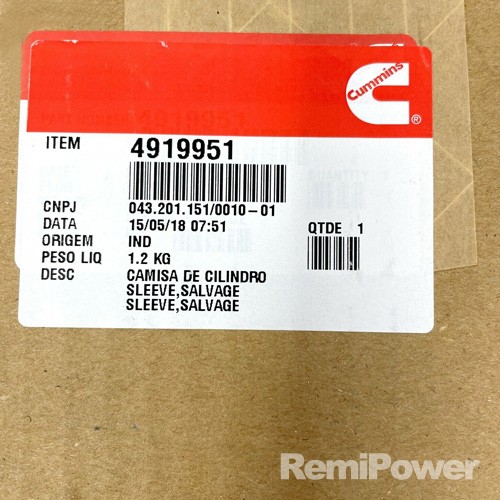 Cummins
®
ITEM 4919951
CNPJ 043.201.151/0010-01
DATA 15/05/18 07:51 QTDE 1
ORIGEM IND
PESO LIQ 1.2 KG
DESC CAMISA DE CILINDRO
SLEEVE,SALVAGE
SLEEVE,SALVAGE
RemiPower